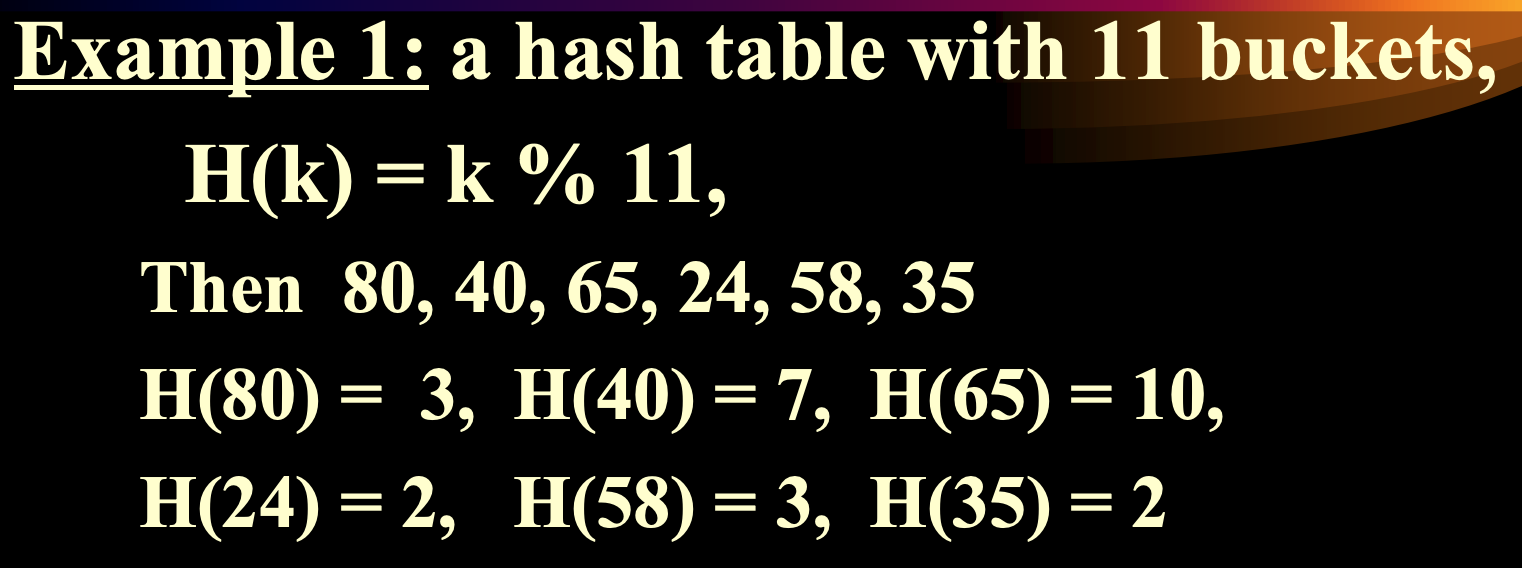 Example 1: a hash table with 11 buckets,
H(k) = k % 11,
Then 80, 40, 65, 24, 58, 35
H(80) = 3, H(40) = 7, H(65) = 10,
H(24) = 2, H(58) = 3, H(35) = 2